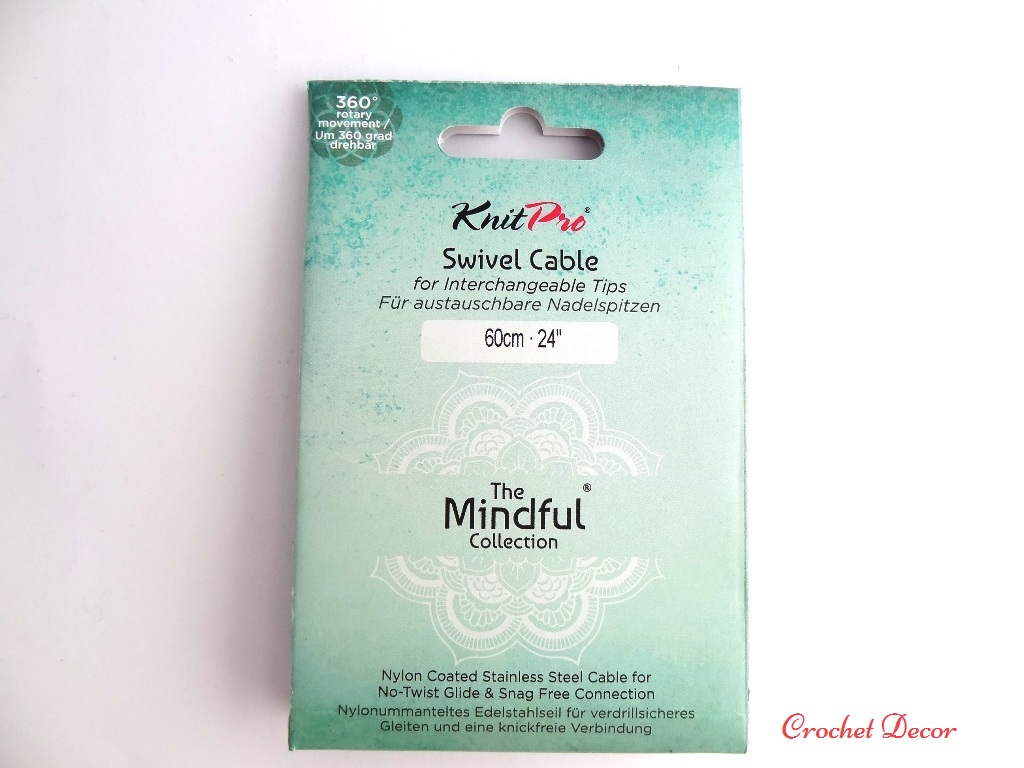 360°
rotary
movement /
Um 360 grad
drehbar
KnitPro®
Swivel Cable
for Interchangeable Tips
Für austauschbare Nadelspitzen
60cm · 24"
The
Mindful®
Collection
Nylon Coated Stainless Steel Cable for
No-Twist Glide & Snag Free Connection
Nylonummanteltes Edelstahlseil für verdrillsicheres
Gleiten und eine knickfreie Verbindung
Crochet Decor